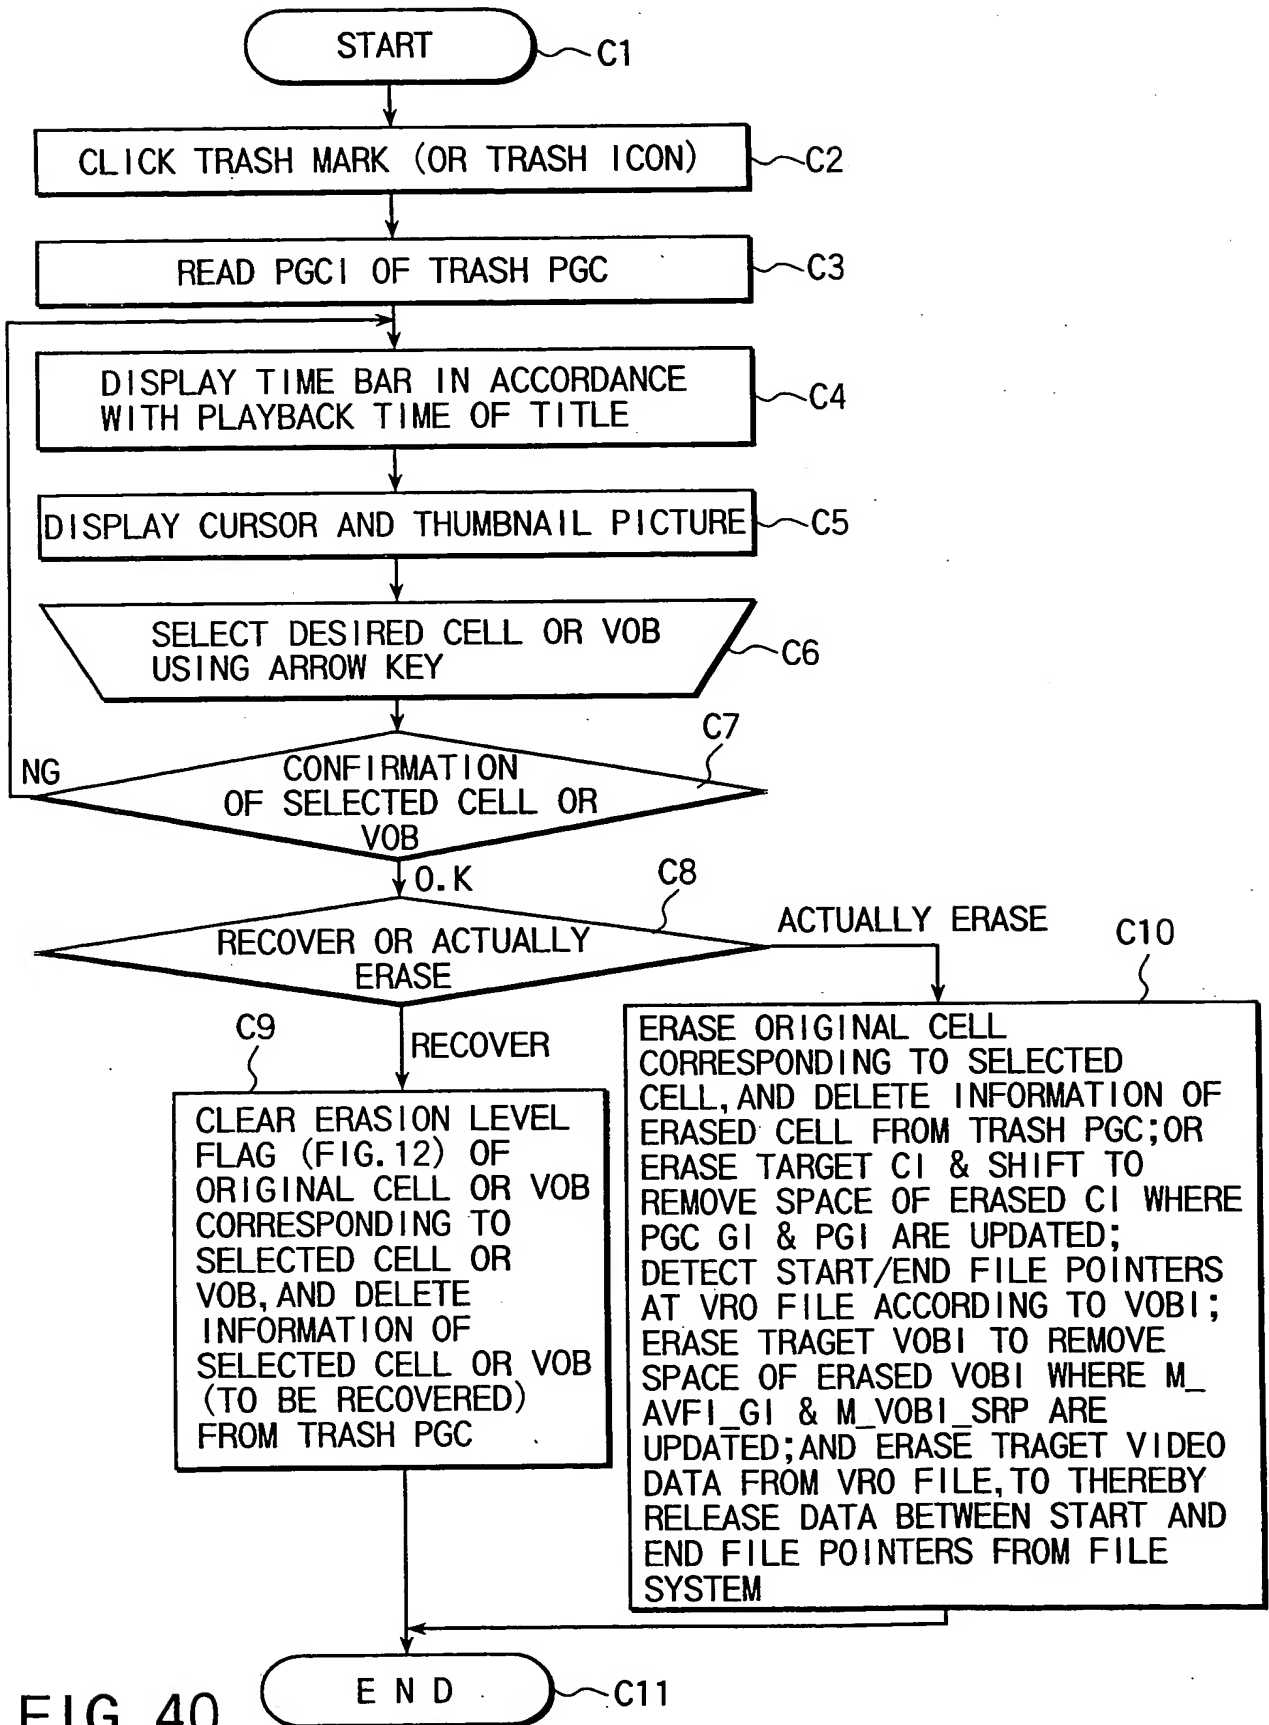 START
C1
CLICK TRASH MARK (OR TRASH ICON)
C2
READ PGCI OF TRASH PGC
C3
DISPLAY TIME BAR IN ACCORDANCE
WITH PLAYBACK TIME OF TITLE
C4
DISPLAY CURSOR AND THUMBNAIL PICTURE
C5
SELECT DESIRED CELL OR VOB
USING ARROW KEY
C6
C7
NG
CONFIRMATION
OF SELECTED CELL OR
VOB
O.K
C8
RECOVER OR ACTUALLY
ERASE
ACTUALLY ERASE
C10
C9
RECOVER
CLEAR ERASION LEVEL
FLAG (FIG.12) OF
ORIGINAL CELL OR VOB
CORRESPONDING TO
SELECTED CELL OR
VOB,AND DELETE
INFORMATION OF
SELECTED CELL OR VOB
(TO BE RECOVERED)
FROM TRASH PGC
ERASE ORIGINAL CELL
CORRESPONDING TO SELECTED
CELL,AND DELETE INFORMATION OF
ERASED CELL FROM TRASH PGC;OR
ERASE TARGET CI & SHIFT TO
REMOVE SPACE OF ERASED CI WHERE
PGC GI & PGI ARE UPDATED;
DETECT START/END FILE POINTERS
AT VRO FILE ACCORDING TO VOBI;
ERASE TRAGET VOBI TO REMOVE
SPACE OF ERASED VOBI WHERE M_
AVFI_GI & M_VOBI_SRP ARE
UPDATED;AND ERASE TRAGET VIDEO
DATA FROM VRO FILE,TO THEREBY
RELEASE DATA BETWEEN START AND
END FILE POINTERS FROM FILE
SYSTEM
END
C11
FIG. 40